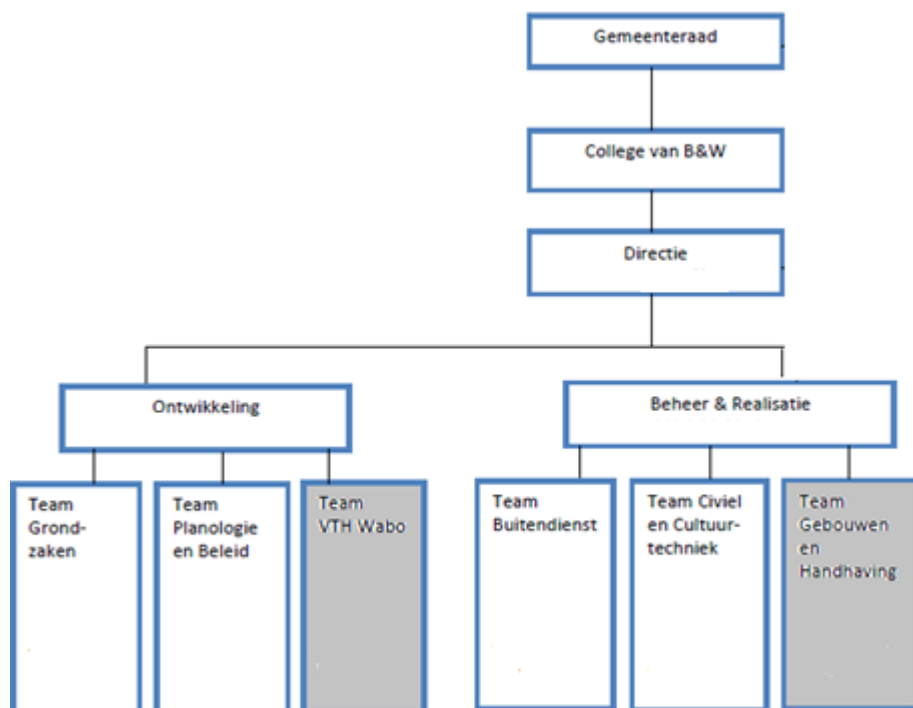 Gemeenteraad
College van B&W
Directie
Ontwikkeling
Beheer & Realisatie
Team
Grond-
zaken
Team
Planologie
en Beleid
Team
VTH Wabo
Team
Buitendienst
Team Civiel
en Cultuur-
techniek
Team
Gebouwen
en
Handhaving